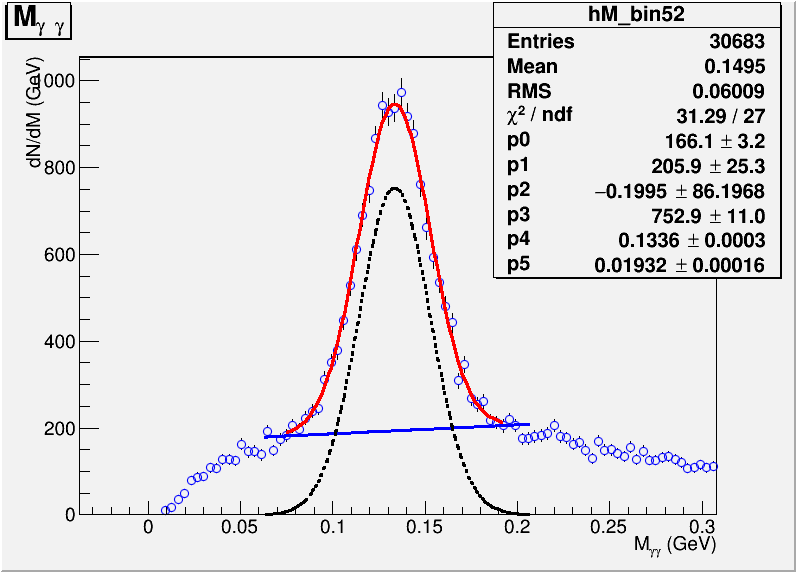 M_γ γ
hM_bin52
Entries 30683
Mean 0.1495
RMS 0.06009
χ² / ndf 31.29 / 27
p0 166.1 ± 3.2
p1 205.9 ± 25.3
p2 −0.1995 ± 86.1968
p3 752.9 ± 11.0
p4 0.1336 ± 0.0003
p5 0.01932 ± 0.00016
dN/dM (GeV)
1000
800
600
400
200
0
0 0.05 0.1 0.15 0.2 0.25 0.3
M_γγ (GeV)